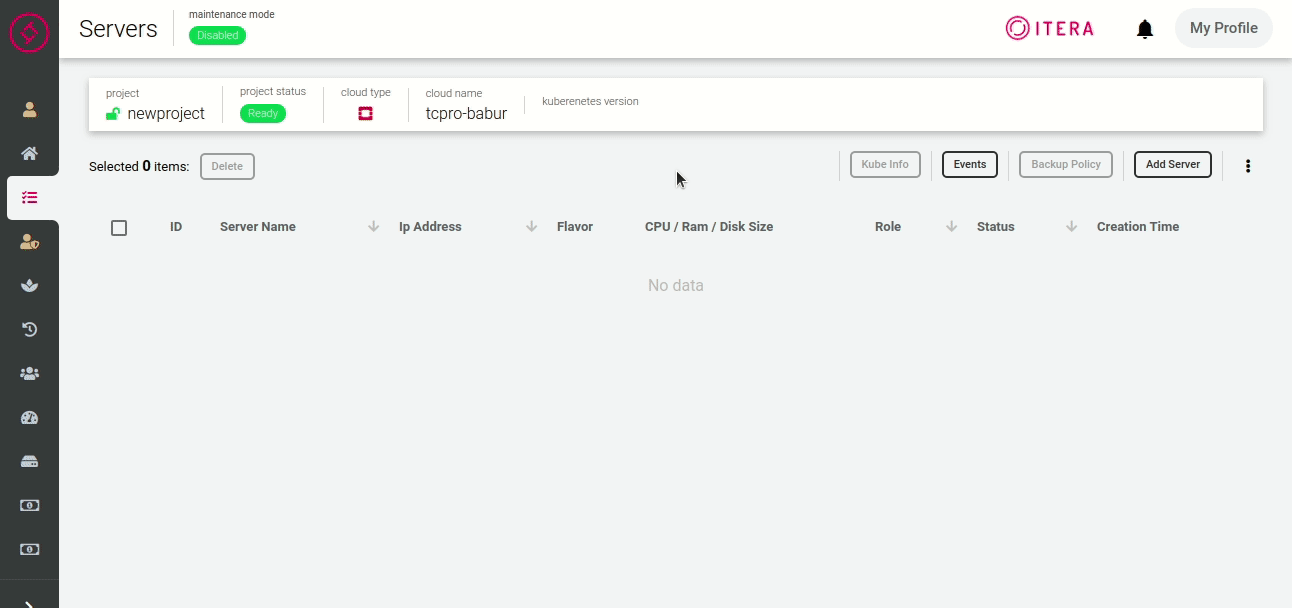 Servers
maintenance mode
Disabled
ITERA
My Profile
project
newproject
project status
Ready
cloud type
cloud name
tcpro-babur
kuberenetes version
Selected 0 items:
Delete
Kube Info
Events
Backup Policy
Add Server
ID
Server Name
Ip Address
Flavor
CPU / Ram / Disk Size
Role
Status
Creation Time
No data